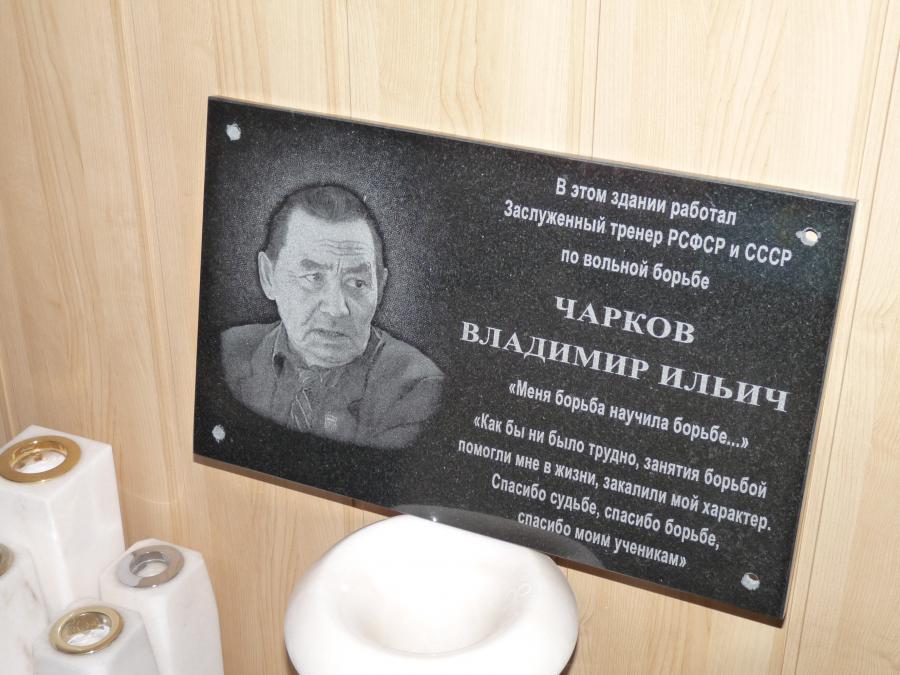 В этом здании работал
Заслуженный тренер РСФСР и СССР
по вольной борьбе
ЧАРКОВ
ВЛАДИМИР ИЛЬИЧ
«Меня борьба научила борьбе...»
«Как бы ни было трудно, занятия борьбой
помогли мне в жизни, закалили мой характер.
Спасибо судьбе, спасибо борьбе,
спасибо моим ученикам»